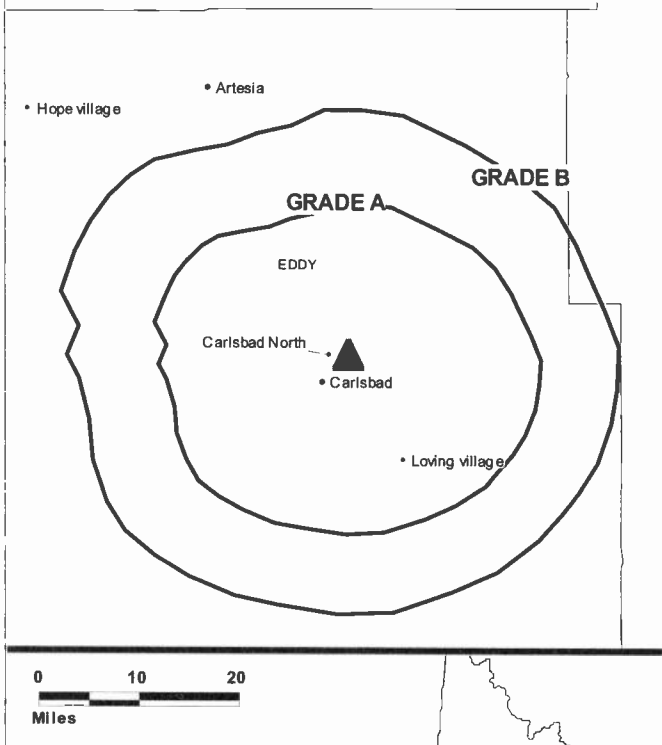 Artesia
Hope village
GRADE B
GRADE A
EDDY
Carlsbad North
Carlsbad
Loving village
0 10 20
Miles